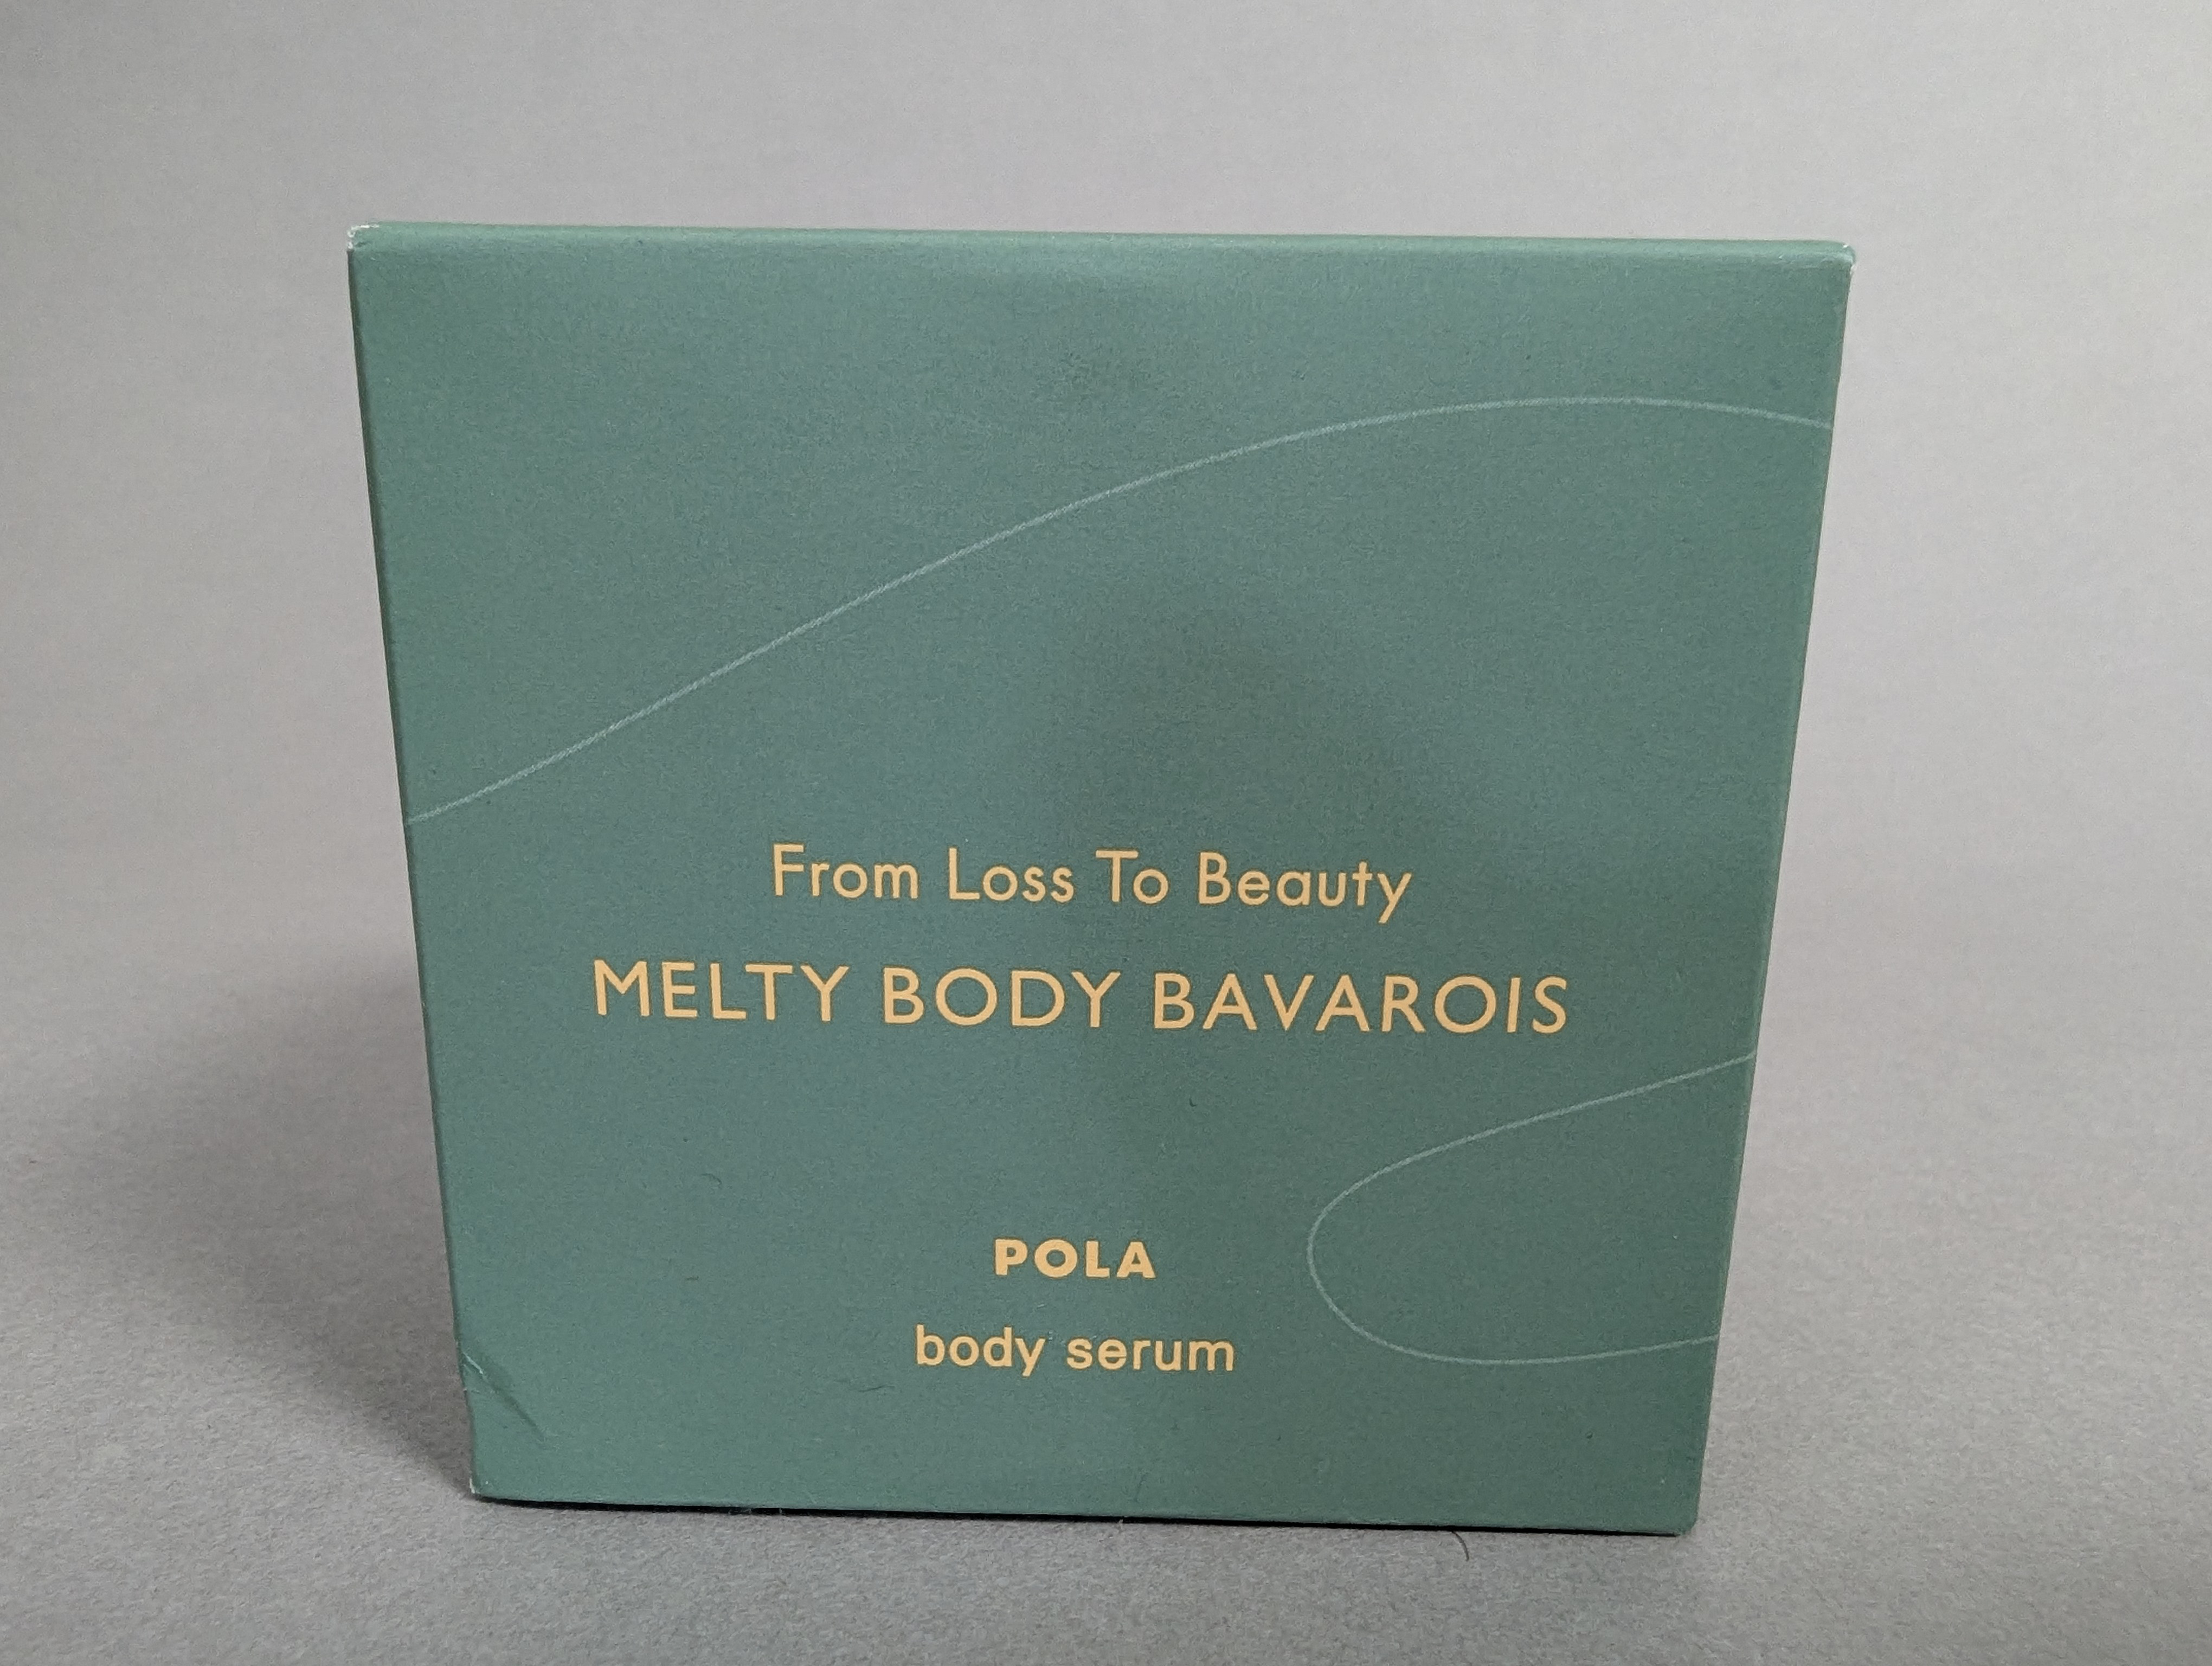 From Loss To Beauty
MELTY BODY BAVAROIS
POLA
body serum